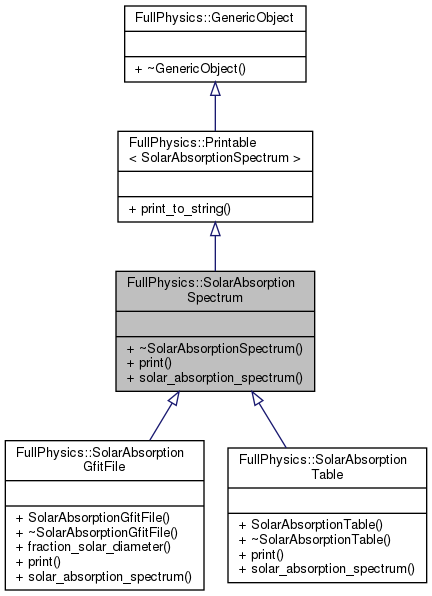 FullPhysics::GenericObject
+ ~GenericObject()
FullPhysics::Printable
< SolarAbsorptionSpectrum >
+ print_to_string()
FullPhysics::SolarAbsorption
Spectrum
+ ~SolarAbsorptionSpectrum()
+ print()
+ solar_absorption_spectrum()
FullPhysics::SolarAbsorption
GfitFile
+ SolarAbsorptionGfitFile()
+ ~SolarAbsorptionGfitFile()
+ fraction_solar_diameter()
+ print()
+ solar_absorption_spectrum()
FullPhysics::SolarAbsorption
Table
+ SolarAbsorptionTable()
+ ~SolarAbsorptionTable()
+ print()
+ solar_absorption_spectrum()